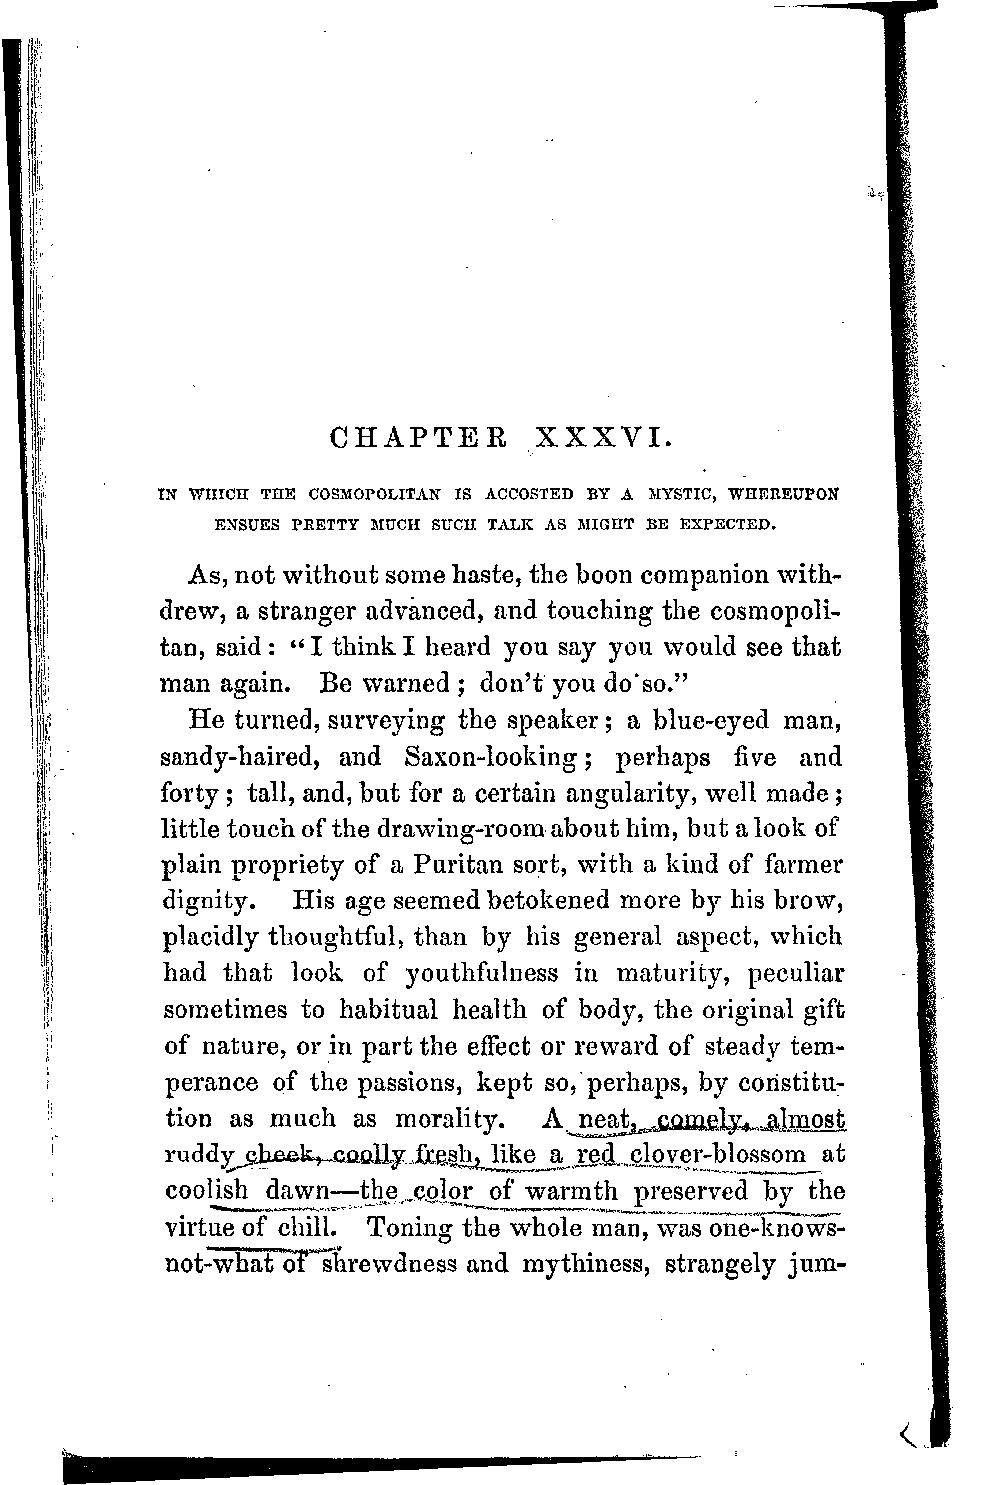 CHAPTER XXXVI.
IN WHICH THE COSMOPOLITAN IS ACCOSTED BY A MYSTIC, WHEREUPON
ENSUES PRETTY MUCH SUCH TALK AS MIGHT BE EXPECTED.
As, not without some haste, the boon companion with-
drew, a stranger advanced, and touching the cosmopoli-
tan, said: “I think I heard you say you would see that
man again. Be warned; don’t you do so.”
He turned, surveying the speaker; a blue-eyed man,
sandy-haired, and Saxon-looking; perhaps five and
forty; tall, and, but for a certain angularity, well made;
little touch of the drawing-room about him, but a look of
plain propriety of a Puritan sort, with a kind of farmer
dignity. His age seemed betokened more by his brow,
placidly thoughtful, than by his general aspect, which
had that look of youthfulness in maturity, peculiar
sometimes to habitual health of body, the original gift
of nature, or in part the effect or reward of steady tem-
perance of the passions, kept so, perhaps, by constitu-
tion as much as morality. A neat, comely, almost
ruddy cheek, coolly fresh, like a red clover-blossom at
coolish dawn—the color of warmth preserved by the
virtue of chill. Toning the whole man, was one-knows-
not-what of shrewdness and mythiness, strangely jum-